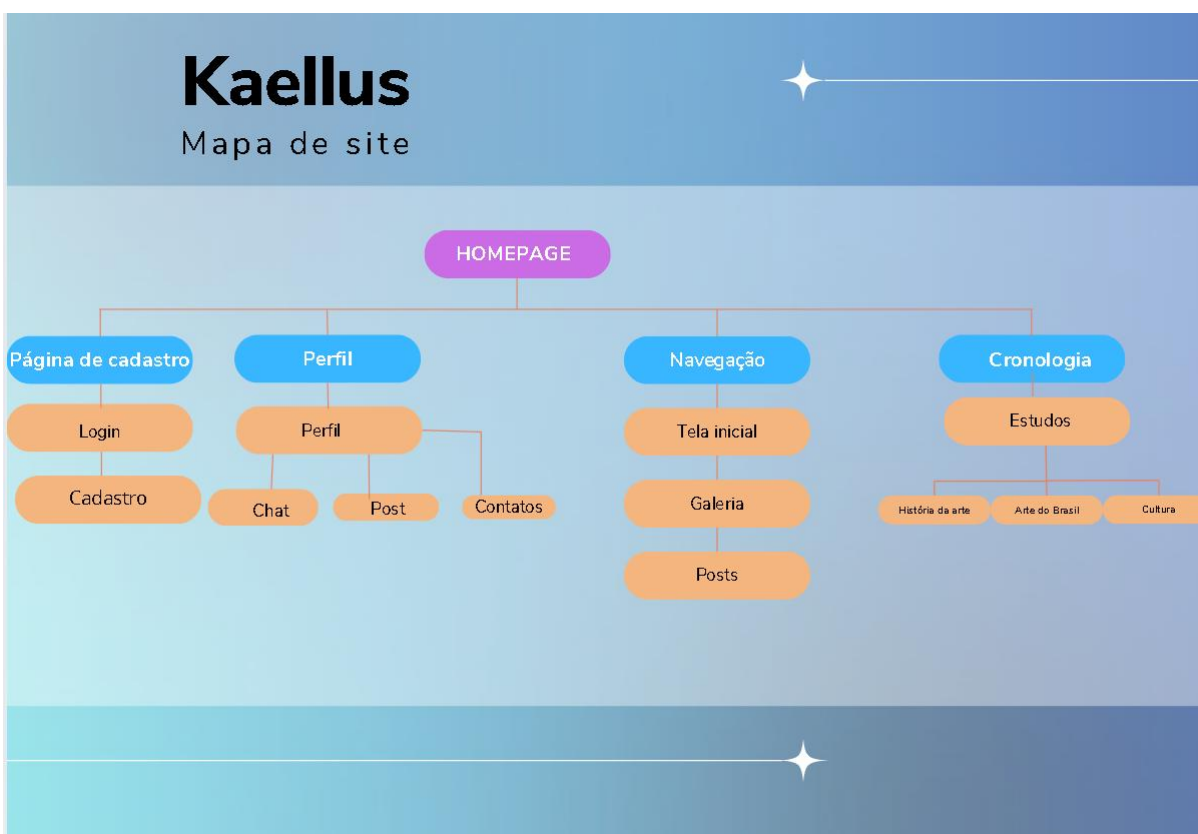 Kaellus
Mapa de site
HOMEPAGE
Página de cadastro
Perfil
Navegação
Cronologia
Login
Perfil
Tela inicial
Estudos
Cadastro
Chat
Post
Contatos
Galeria
História da arte
Arte do Brasil
Cultura
Posts